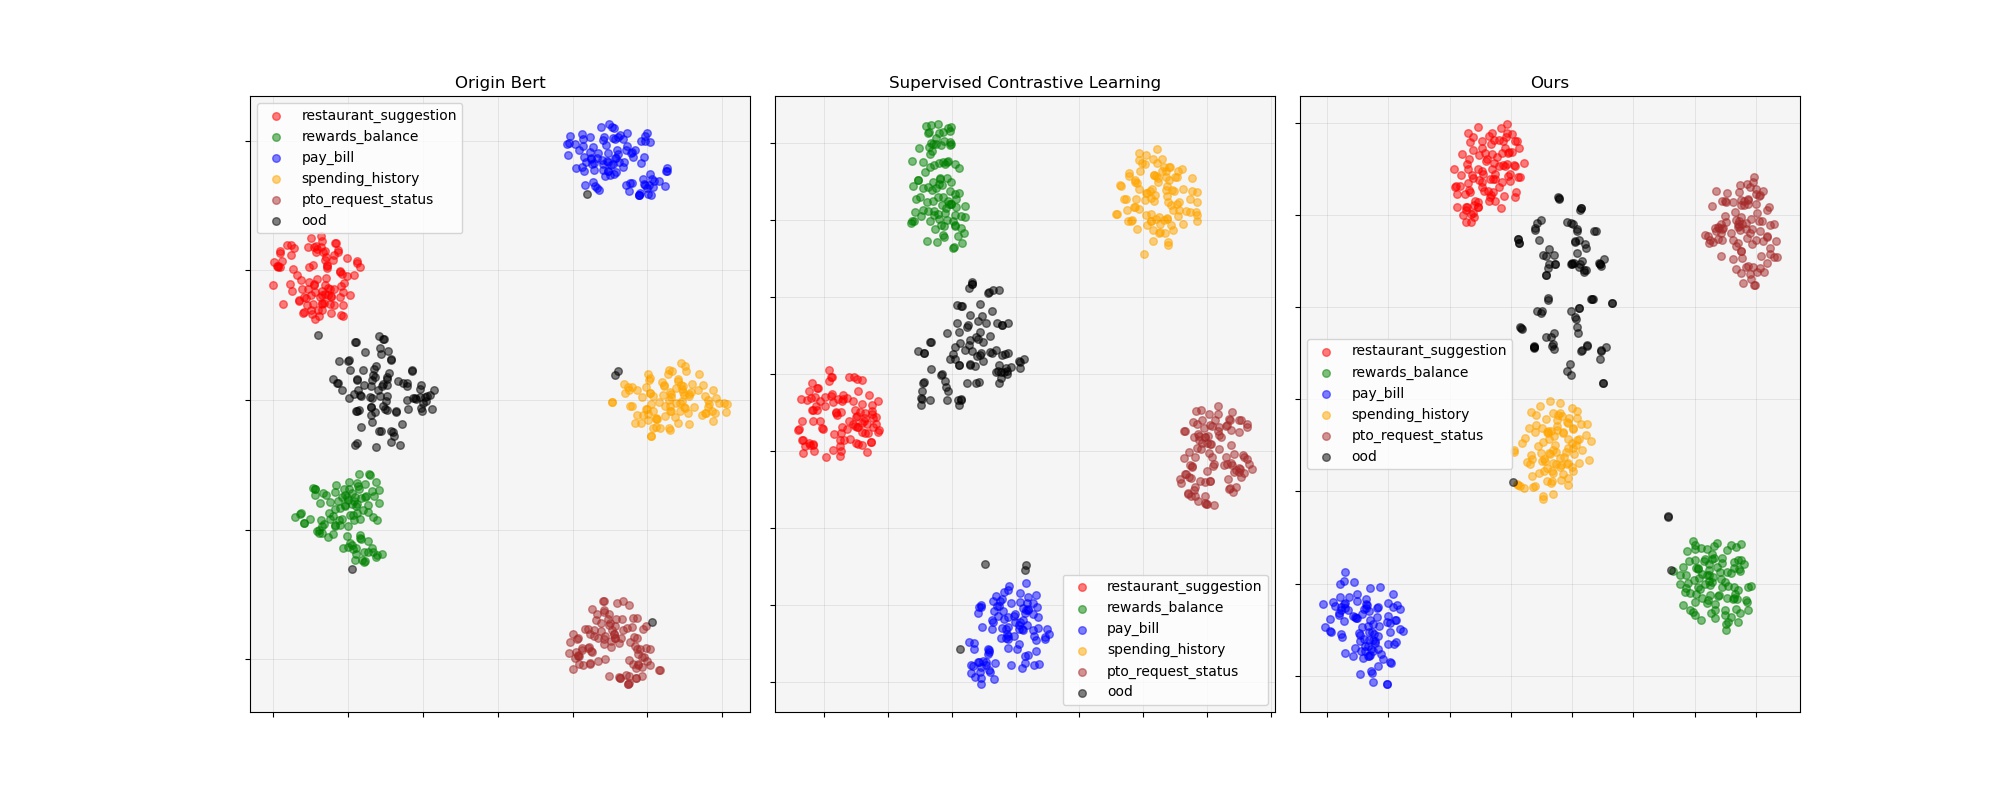 Origin Bert
restaurant_suggestion
rewards_balance
pay_bill
spending_history
pto_request_status
ood
Supervised Contrastive Learning
restaurant_suggestion
rewards_balance
pay_bill
spending_history
pto_request_status
ood
Ours
restaurant_suggestion
rewards_balance
pay_bill
spending_history
pto_request_status
ood